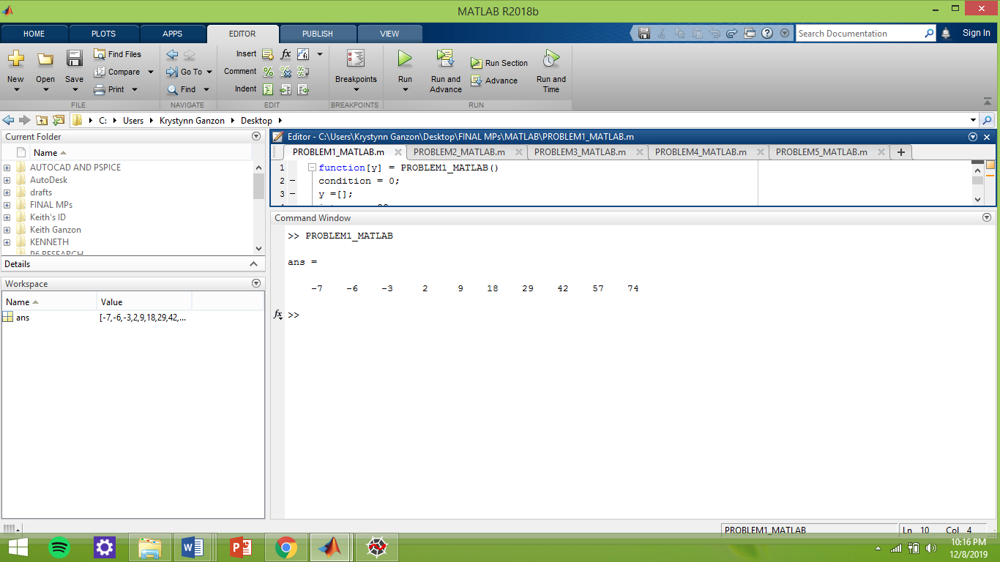 MATLAB R2018b
HOME PLOTS APPS EDITOR PUBLISH VIEW
Search Documentation
Sign In
New Open Save Find Files Compare Print
FILE
Go To Find
NAVIGATE
Insert fx
Comment
Indent
EDIT
Breakpoints
BREAKPOINTS
Run Run and Advance Run Section Advance Run and Time
RUN
C: Users Krystynn Ganzon Desktop
Current Folder
Name
AUTOCAD AND PSPICE
AutoDesk
drafts
FINAL MPs
Keith's ID
Keith Ganzon
KENNETH
P6 RESEARCH
Details
Workspace
Name Value
ans [-7,-6,-3,2,9,18,29,42,...
Editor - C:\Users\Krystynn Ganzon\Desktop\FINAL MPs\MATLAB\PROBLEM1_MATLAB.m
PROBLEM1_MATLAB.m PROBLEM2_MATLAB.m PROBLEM3_MATLAB.m PROBLEM4_MATLAB.m PROBLEM5_MATLAB.m
1 function[y] = PROBLEM1_MATLAB()
2 condition = 0;
3 y =[];
Command Window
>> PROBLEM1_MATLAB
ans =
-7 -6 -3 2 9 18 29 42 57 74
fx >>
PROBLEM1_MATLAB Ln 10 Col 4
10:16 PM
12/8/2019